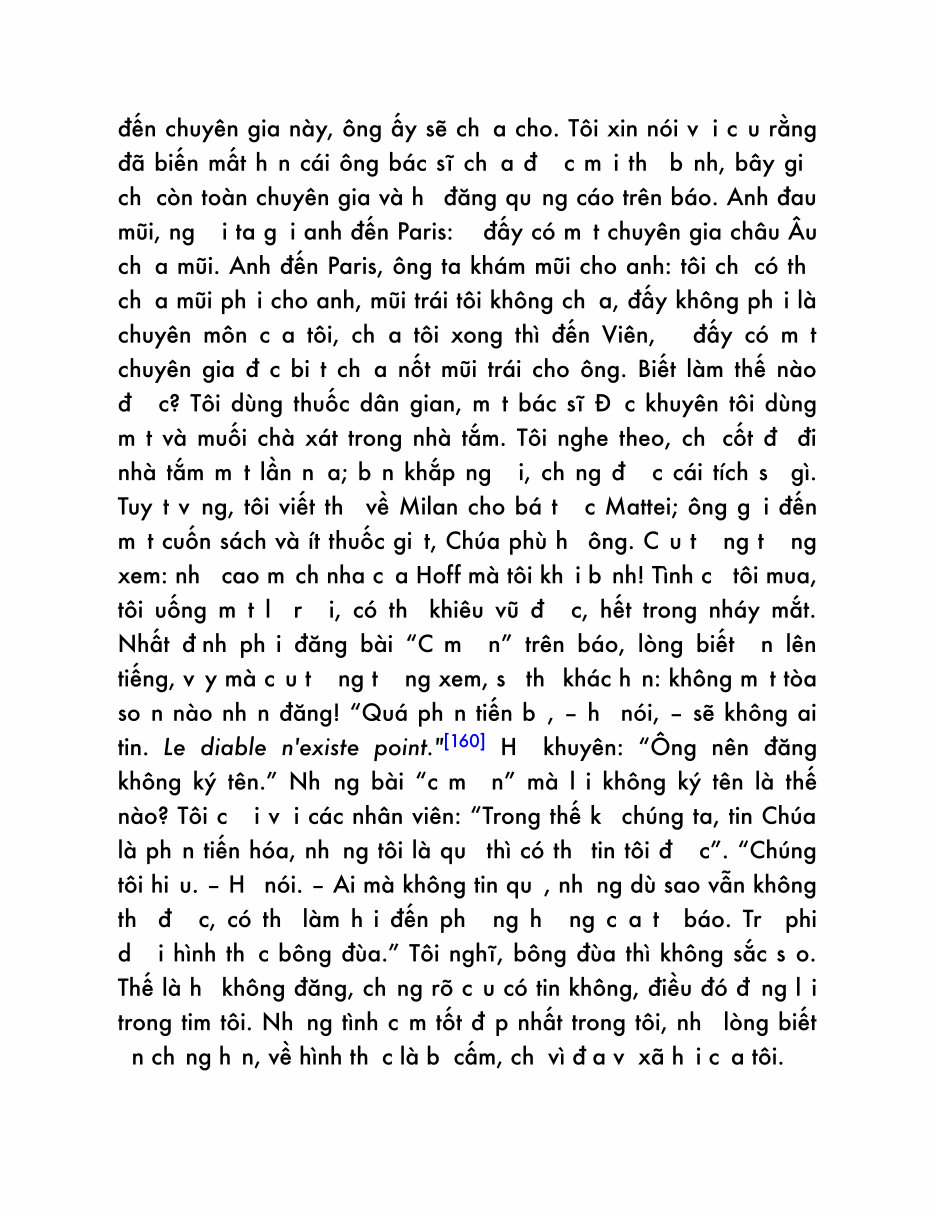 đến chuyên gia này, ông ấy sẽ ch a cho. Tôi xin nói v i c u rằng
đã biến mất h n cái ông bác sĩ ch a đ c m i th b nh, bây gi
ch còn toàn chuyên gia và h đăng qu ng cáo trên báo. Anh đau
mũi, ng i ta g i anh đến Paris: đấy có m t chuyên gia châu Âu
ch a mũi. Anh đến Paris, ông ta khám mũi cho anh: tôi ch có th
ch a mũi ph i cho anh, mũi trái tôi không ch a, đấy không ph i là
chuyên môn c a tôi, ch a tôi xong thì đến Viên, đấy có m t
chuyên gia đ c bi t ch a nốt mũi trái cho ông. Biết làm thế nào
đ c? Tôi dùng thuốc dân gian, m t bác sĩ Đ c khuyên tôi dùng
m t và muối chà xát trong nhà tắm. Tôi nghe theo, ch cốt đ đi
nhà tắm m t lần n a; b n khắp ng i, ch ng đ c cái tích s gì.
Tuy t v ng, tôi viết th về Milan cho bá t c Mattei; ông g i đến
m t cuốn sách và ít thuốc gi t, Chúa phù h ông. C u t ng t ng
xem: nh cao m ch nha c a Hoff mà tôi kh i b nh! Tình c tôi mua,
tôi uống m t l r i, có th khiêu vũ đ c, hết trong nháy mắt.
Nhất đ nh ph i đăng bài “C m n” trên báo, lòng biết n lên
tiếng, v y mà c u t ng t ng xem, s th khác h n: không m t tòa
so n nào nh n đăng! “Quá ph n tiến b , – h nói, – sẽ không ai
tin. Le diable n'existe point."[160] H khuyên: “Ông nên đăng
không ký tên.” Nh ng bài “c m n” mà l i không ký tên là thế
nào? Tôi c i v i các nhân viên: “Trong thế k chúng ta, tin Chúa
là ph n tiến hóa, nh ng tôi là qu thì có th tin tôi đ c”. “Chúng
tôi hi u. – H nói. – Ai mà không tin qu , nh ng dù sao vẫn không
th đ c, có th làm h i đến ph ng h ng c a t báo. Tr phi
d i hình th c bông đùa.” Tôi nghĩ, bông đùa thì không sắc s o.
Thế là h không đăng, ch ng rõ c u có tin không, điều đó đ ng l i
trong tim tôi. Nh ng tình c m tốt đ p nhất trong tôi, nh lòng biết
n ch ng h n, về hình th c là b cấm, ch vì đ a v xã h i c a tôi.